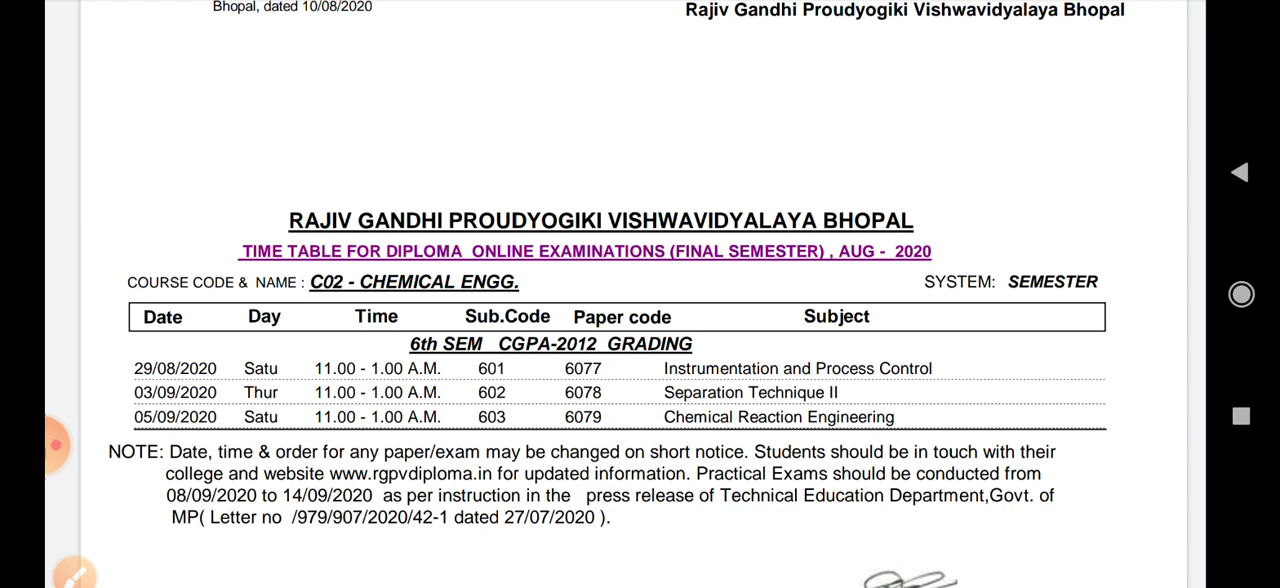 Bhopal, dated 10/08/2020
Rajiv Gandhi Proudyogiki Vishwavidyalaya Bhopal
RAJIV GANDHI PROUDYOGIKI VISHWAVIDYALAYA BHOPAL
TIME TABLE FOR DIPLOMA ONLINE EXAMINATIONS (FINAL SEMESTER) , AUG - 2020
COURSE CODE & NAME : C02 - CHEMICAL ENGG. SYSTEM: SEMESTER
Date Day Time Sub.Code Paper code Subject
6th SEM CGPA-2012 GRADING
29/08/2020 Satu 11.00 - 1.00 A.M. 601 6077 Instrumentation and Process Control
03/09/2020 Thur 11.00 - 1.00 A.M. 602 6078 Separation Technique II
05/09/2020 Satu 11.00 - 1.00 A.M. 603 6079 Chemical Reaction Engineering
NOTE: Date, time & order for any paper/exam may be changed on short notice. Students should be in touch with their
college and website www.rgpvdiploma.in for updated information. Practical Exams should be conducted from
08/09/2020 to 14/09/2020 as per instruction in the press release of Technical Education Department,Govt. of
MP( Letter no /979/907/2020/42-1 dated 27/07/2020 ).